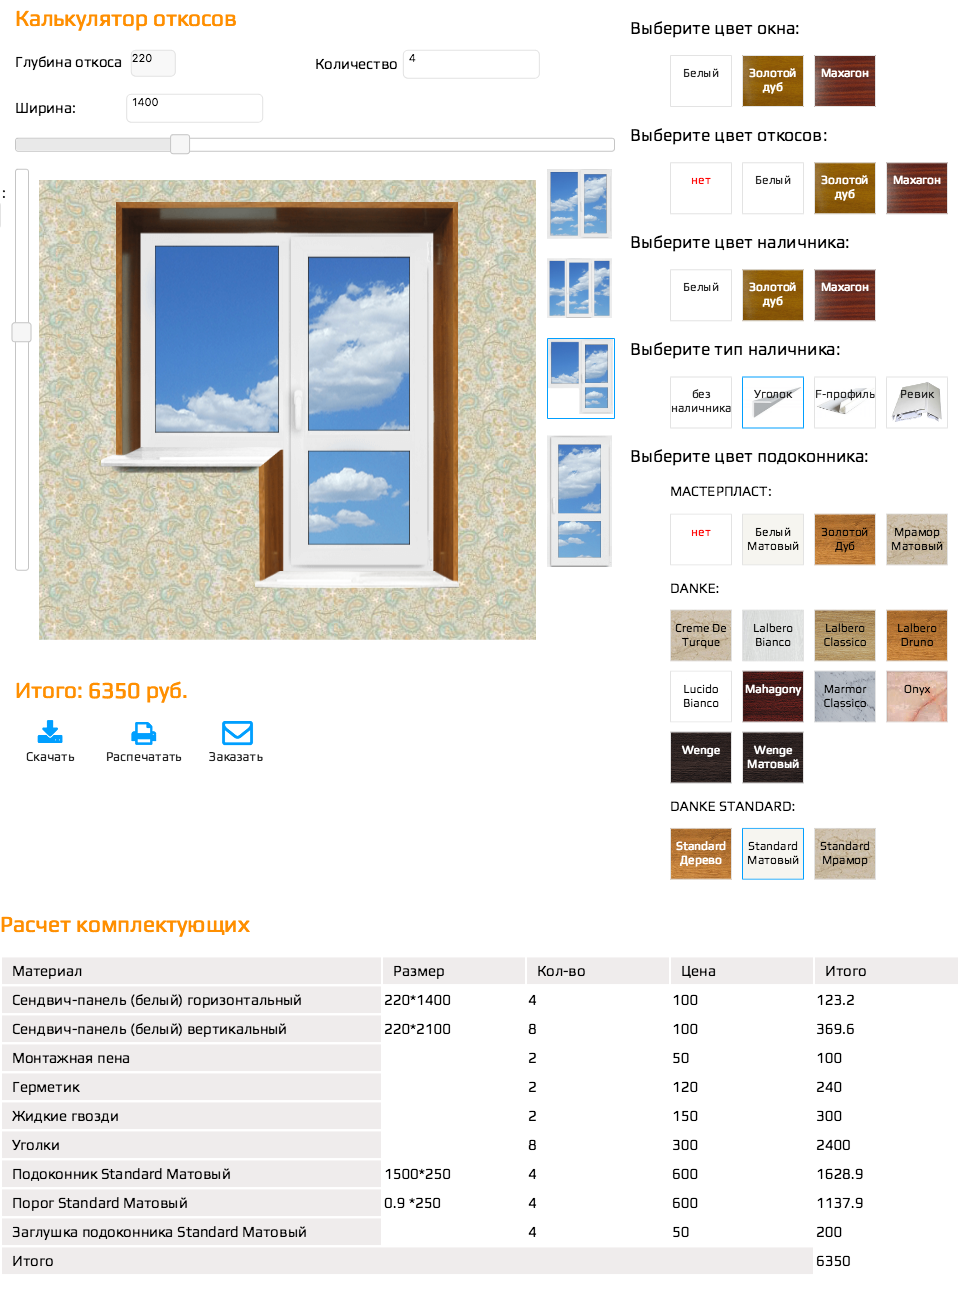 Калькулятор откосов
Глубина откоса 220
Количество 4
Ширина: 1400
:
Выберите цвет окна:
Белый
Золотой дуб
Махагон
Выберите цвет откосов:
нет
Белый
Золотой дуб
Махагон
Выберите цвет наличника:
Белый
Золотой дуб
Махагон
Выберите тип наличника:
без наличника
Уголок
F-профиль
Ревик
Выберите цвет подоконника:
МАСТЕРПЛАСТ:
нет
Белый Матовый
Золотой Дуб
Мрамор Матовый
DANKE:
Creme De Turque
Lalbero Bianco
Lalbero Classico
Lalbero Druno
Lucido Bianco
Mahagony
Marmor Classico
Onyx
Wenge
Wenge Матовый
DANKE STANDARD:
Standard Дерево
Standard Матовый
Standard Мрамор
Итого: 6350 руб.
Скачать Распечатать Заказать
Расчет комплектующих
Материал Размер Кол-во Цена Итого
Сендвич-панель (белый) горизонтальный 220*1400 4 100 123.2
Сендвич-панель (белый) вертикальный 220*2100 8 100 369.6
Монтажная пена 2 50 100
Герметик 2 120 240
Жидкие гвозди 2 150 300
Уголки 8 300 2400
Подоконник Standard Матовый 1500*250 4 600 1628.9
Порог Standard Матовый 0.9 *250 4 600 1137.9
Заглушка подоконника Standard Матовый 4 50 200
Итого 6350